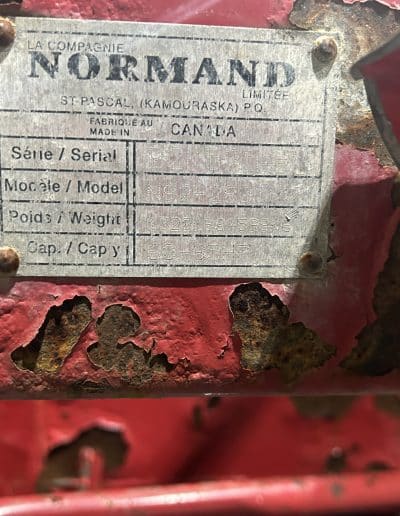 LA COMPAGNIE
NORMAND
LIMITÉE
ST-PASCAL, (KAMOURASKA) P.Q.
FABRIQUÉ AU
MADE IN CANADA
Série / Serial
Modèle / Model
Poids / Weight
Cap. / Cap'y